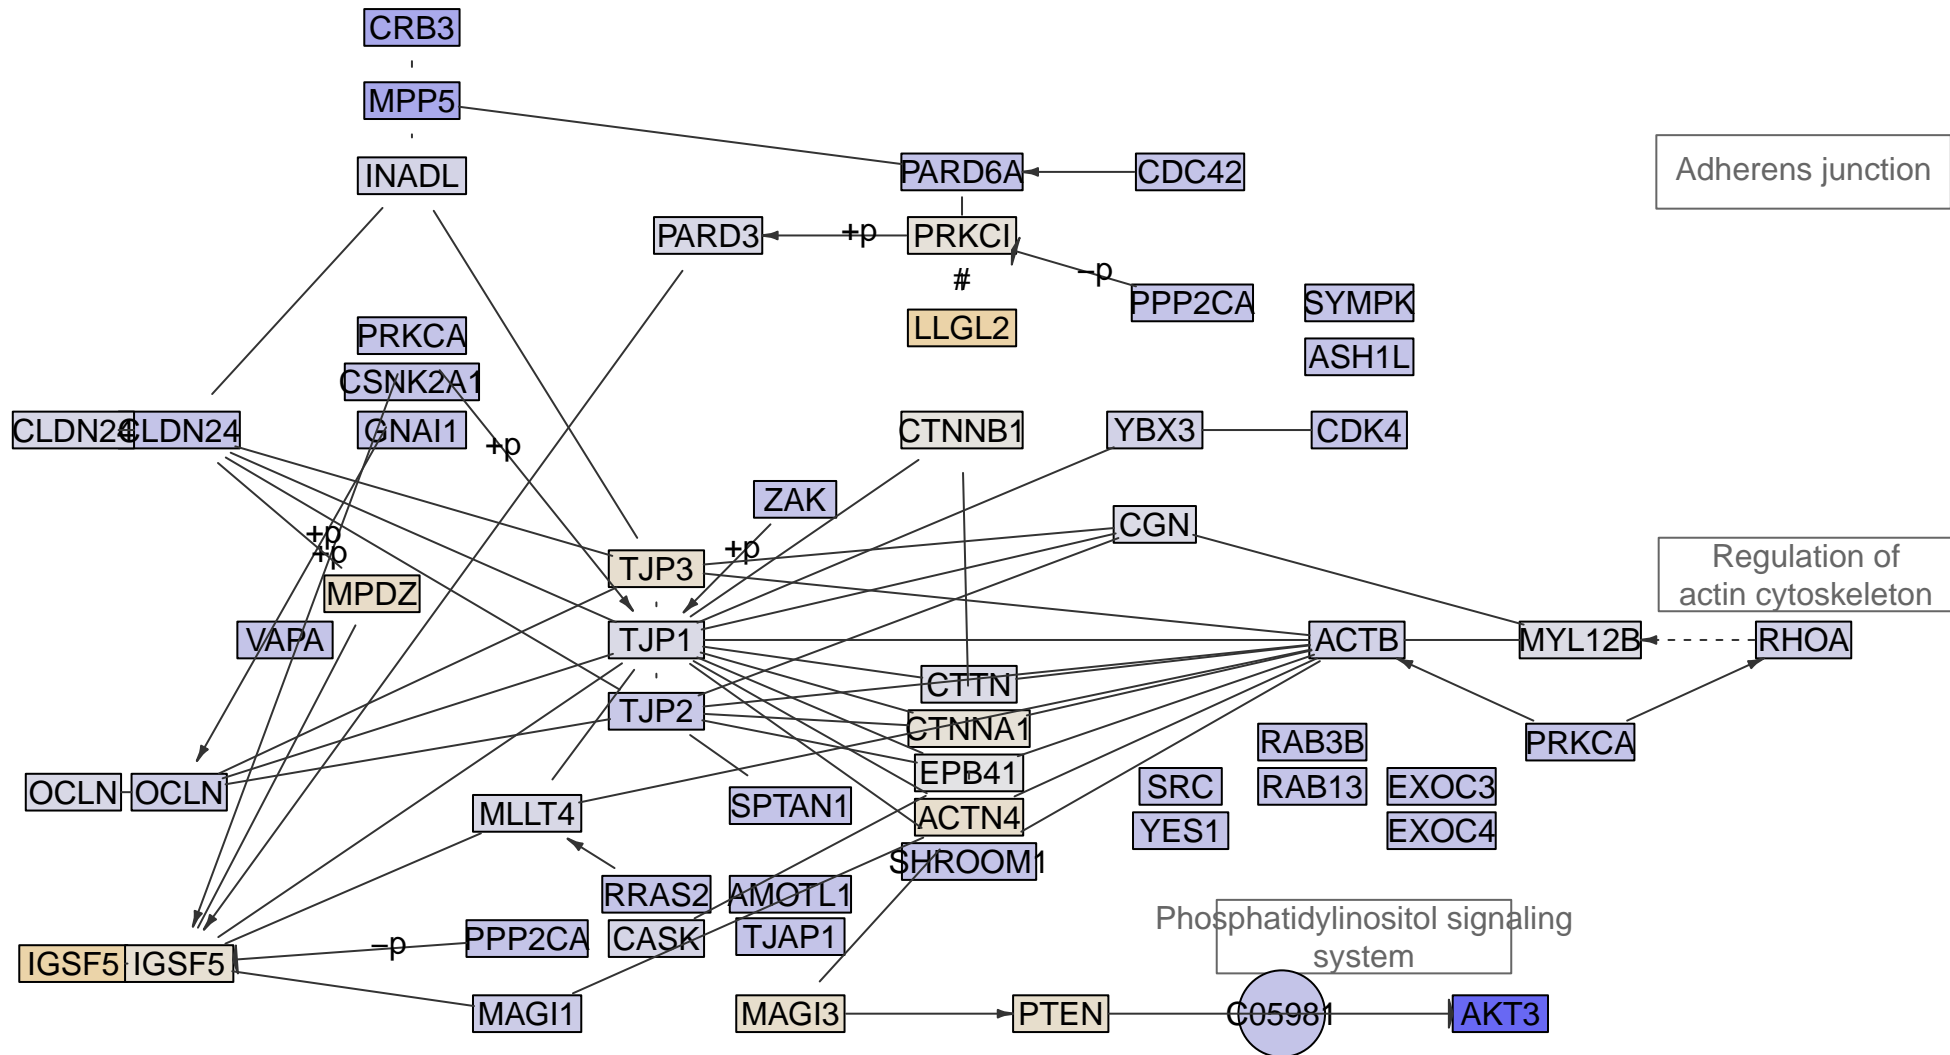 CRB3
MPP5
INADL
PARD6A
CDC42
Adherens junction
PARD3
+p
PRKCI
–p
#
PPP2CA
SYMPK
LLGL2
PRKCA
ASH1L
CSNK2A1
CLDN24
CLDN24
GNAI1
+p
CTNNB1
YBX3
CDK4
ZAK
CGN
+p
+p
+p
TJP3
Regulation of
actin cytoskeleton
MPDZ
VAPA
TJP1
ACTB
MYL12B
RHOA
CTTN
TJP2
CTNNA1
RAB3B
PRKCA
EPB41
OCLN
OCLN
SRC
RAB13
EXOC3
MLLT4
SPTAN1
ACTN4
YES1
EXOC4
SHROOM1
RRAS2
AMOTL1
Phosphatidylinositol signaling
system
PPP2CA
CASK
TJAP1
–p
IGSF5
IGSF5
MAGI1
MAGI3
PTEN
C05981
AKT3